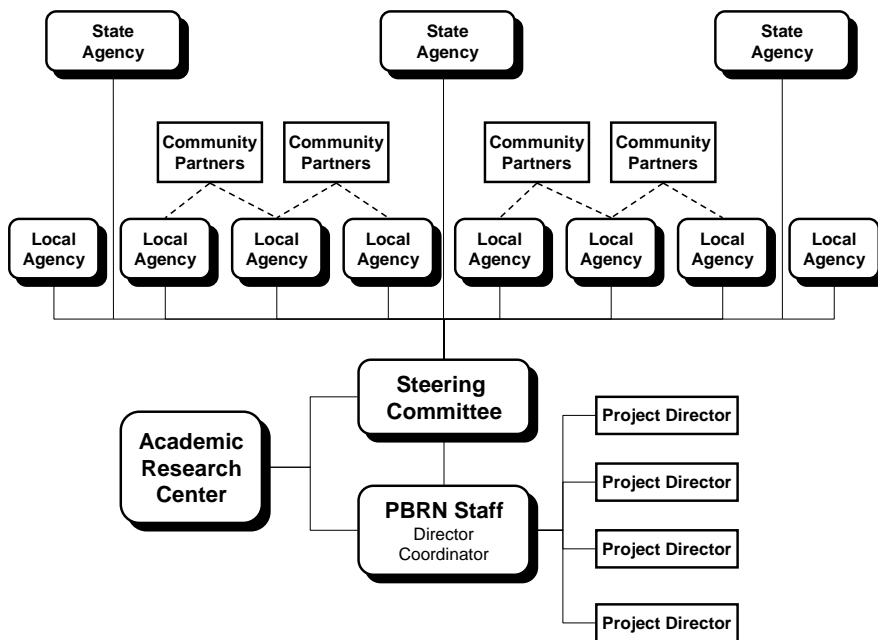 State
Agency
State
Agency
State
Agency
Community
Partners
Community
Partners
Community
Partners
Community
Partners
Local
Agency
Local
Agency
Local
Agency
Local
Agency
Local
Agency
Local
Agency
Local
Agency
Local
Agency
Steering
Committee
Academic
Research
Center
PBRN Staff
Director
Coordinator
Project Director
Project Director
Project Director
Project Director